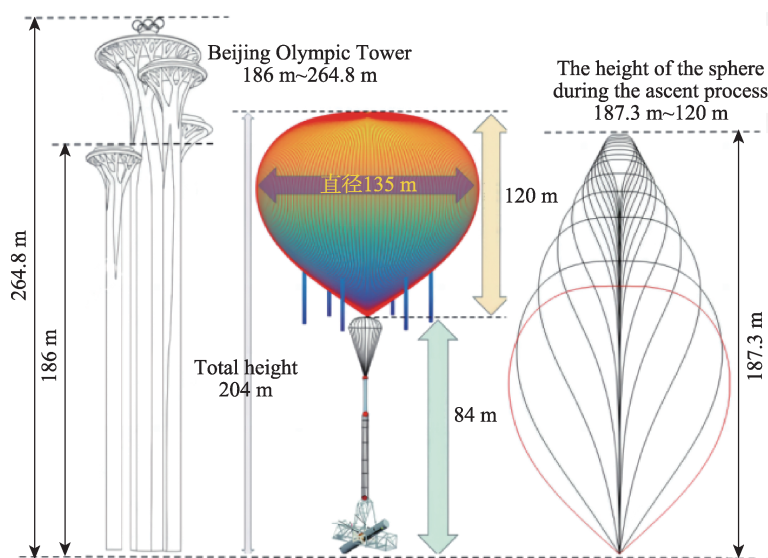 Beijing Olympic Tower
186 m~264.8 m
The height of the sphere
during the ascent process
187.3 m~120 m
直径135 m
120 m
264.8 m
186 m
Total height
204 m
84 m
187.3 m